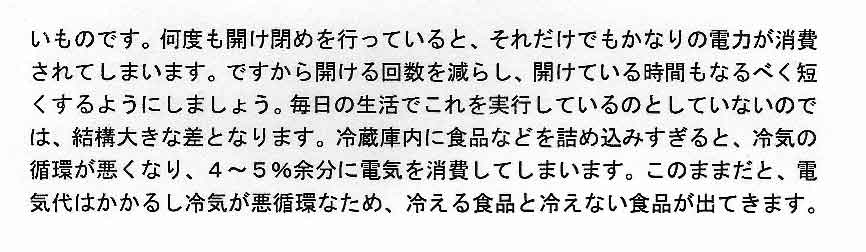 いものです。何度も開け閉めを行っていると、それだけでもかなりの電力が消費
されてしまいます。ですから開ける回数を減らし、開けている時間もなるべく短
くするようにしましょう。毎日の生活でこれを実行しているのとしていないので
は、結構大きな差となります。冷蔵庫内に食品などを詰め込みすぎると、冷気の
循環が悪くなり、４～５％余分に電気を消費してしまいます。このままだと、電
気代はかかるし冷気が悪循環なため、冷える食品と冷えない食品が出てきます。